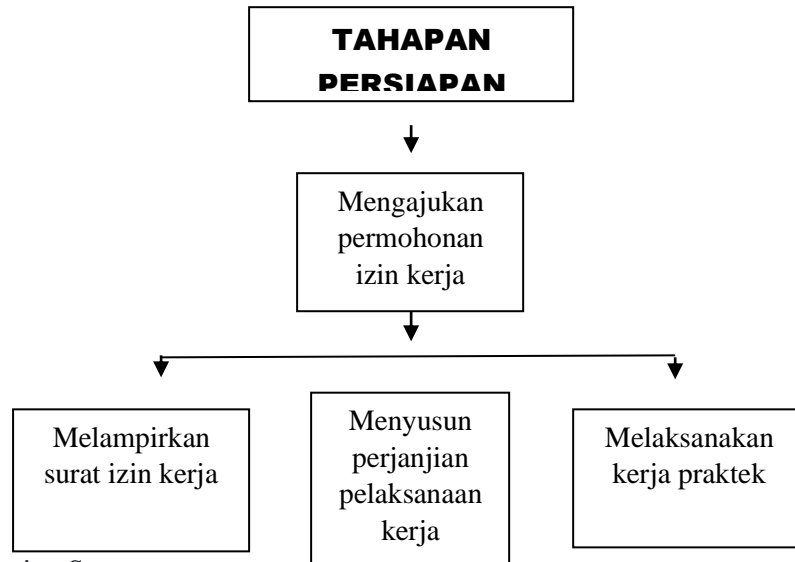 TAHAPAN
PERSIAPAN
Mengajukan
permohonan
izin kerja
Melampirkan
surat izin kerja
Menyusun
perjanjian
pelaksanaan
kerja
Melaksanakan
kerja praktek